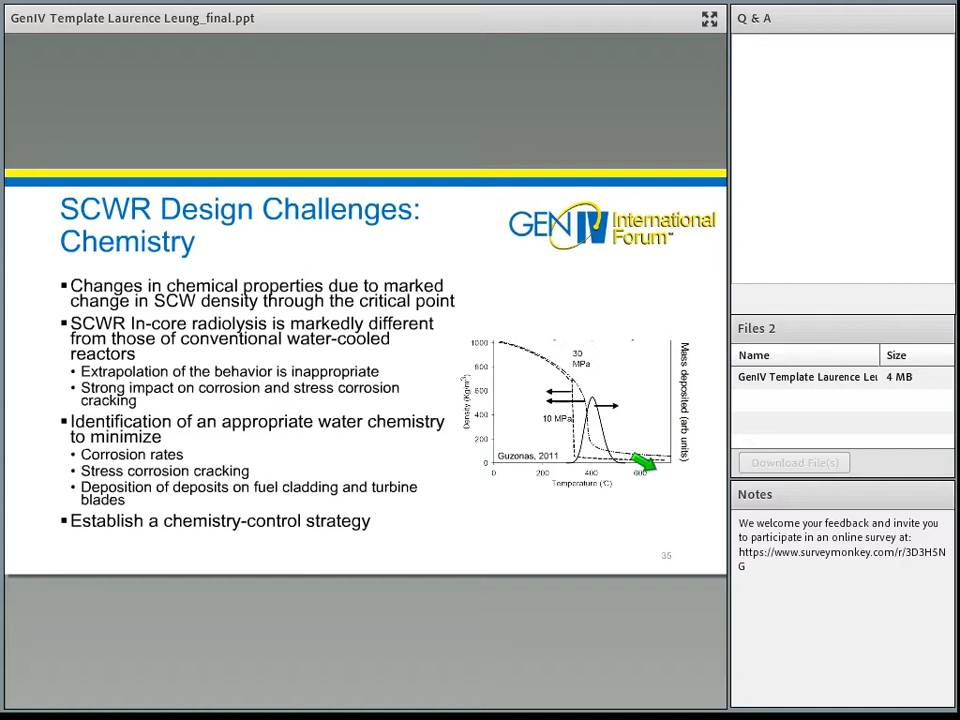 GenIV Template Laurence Leung_final.ppt
SCWR Design Challenges:
Chemistry
GENIV International
Forum™
▪Changes in chemical properties due to marked
change in SCW density through the critical point
▪SCWR In-core radiolysis is markedly different
from those of conventional water-cooled
reactors
• Extrapolation of the behavior is inappropriate
• Strong impact on corrosion and stress corrosion
cracking
▪Identification of an appropriate water chemistry
to minimize
• Corrosion rates
• Stress corrosion cracking
• Deposition of deposits on fuel cladding and turbine
blades
▪Establish a chemistry-control strategy
1000
800
600
400
200
0
Density (Kg/m³)
30
MPa
10 MPa
Guzonas, 2011
0 200 400 600
Temperature (°C)
Mass deposited (arb units)
35
Q & A
Files 2
Name Size
GenIV Template Laurence Leu 4 MB
Download File(s)
Notes
We welcome your feedback and invite you
to participate in an online survey at:
https://www.surveymonkey.com/r/3D3H5N
G